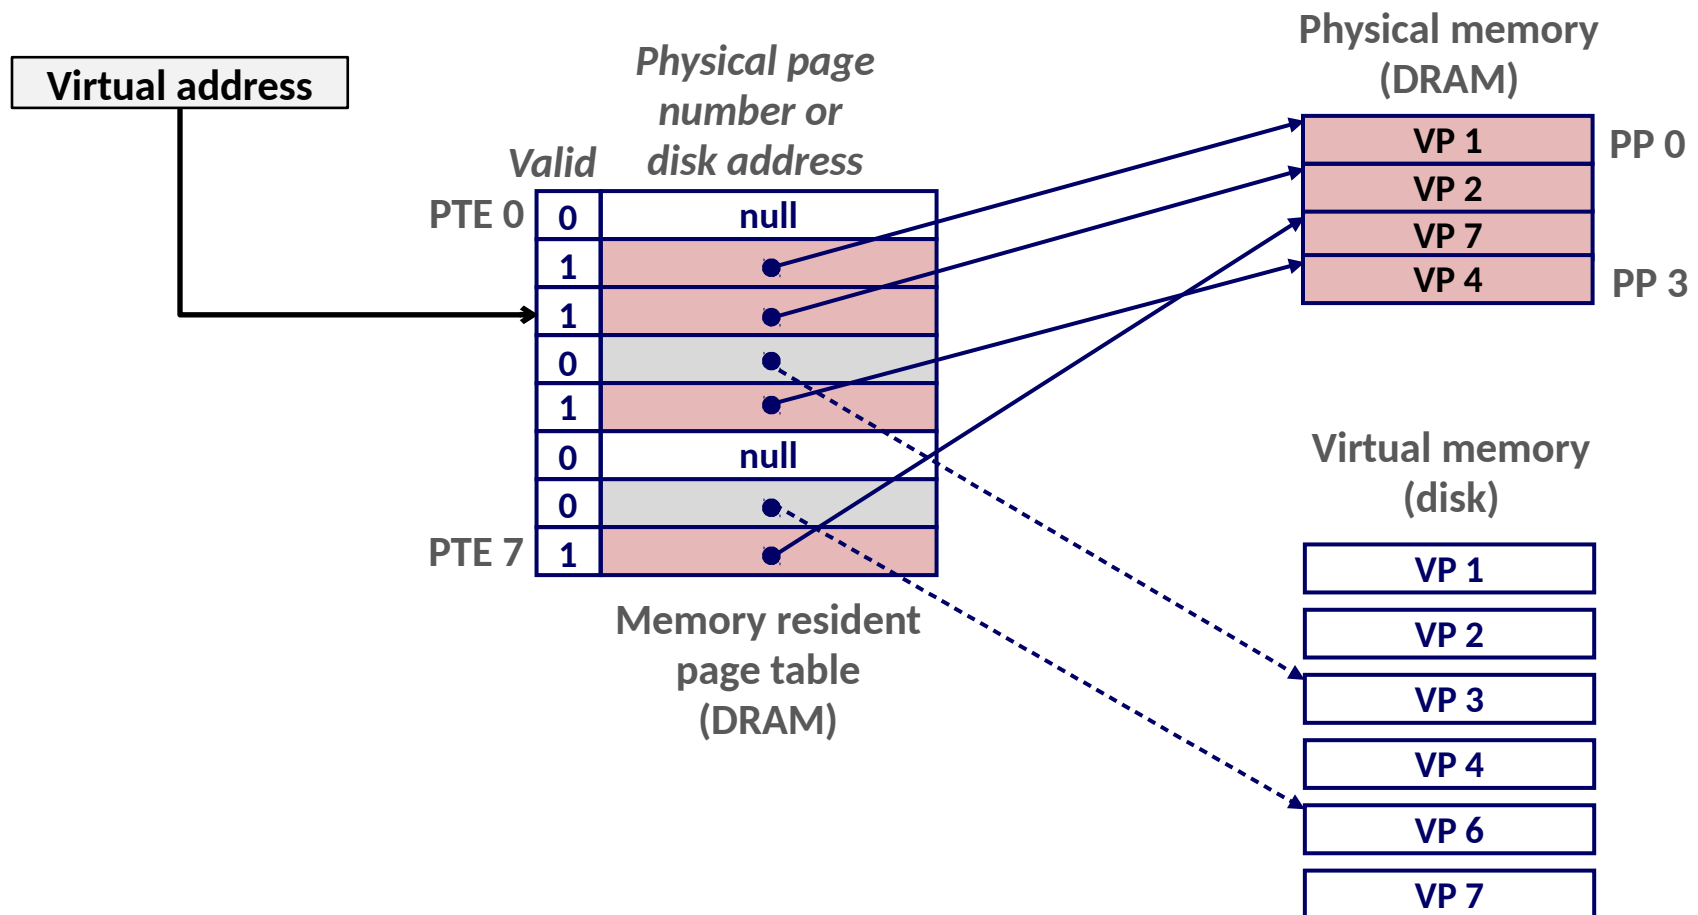 Virtual address
Physical page
number or
disk address
Valid
PTE 0
0
null
1
1
0
1
0
null
0
PTE 7
1
Memory resident
page table
(DRAM)
Physical memory
(DRAM)
VP 1
PP 0
VP 2
VP 7
VP 4
PP 3
Virtual memory
(disk)
VP 1
VP 2
VP 3
VP 4
VP 6
VP 7